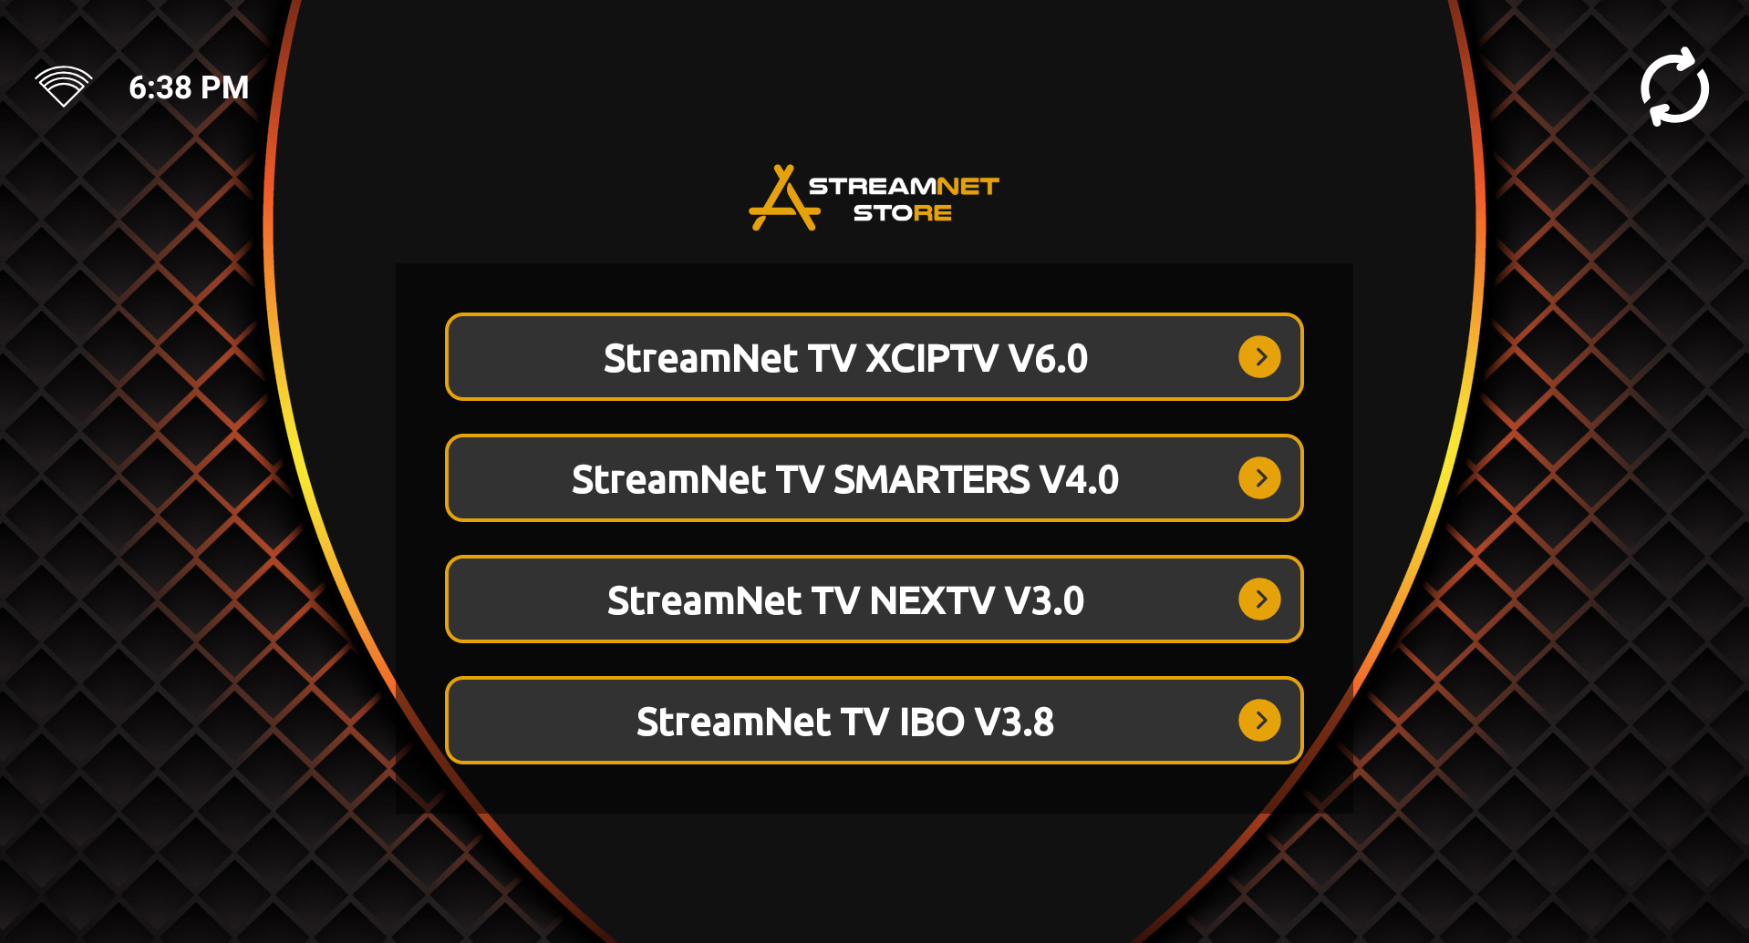 6:38 PM
STREAMNET
STORE
StreamNet TV XCIPTV V6.0
StreamNet TV SMARTERS V4.0
StreamNet TV NEXTV V3.0
StreamNet TV IBO V3.8